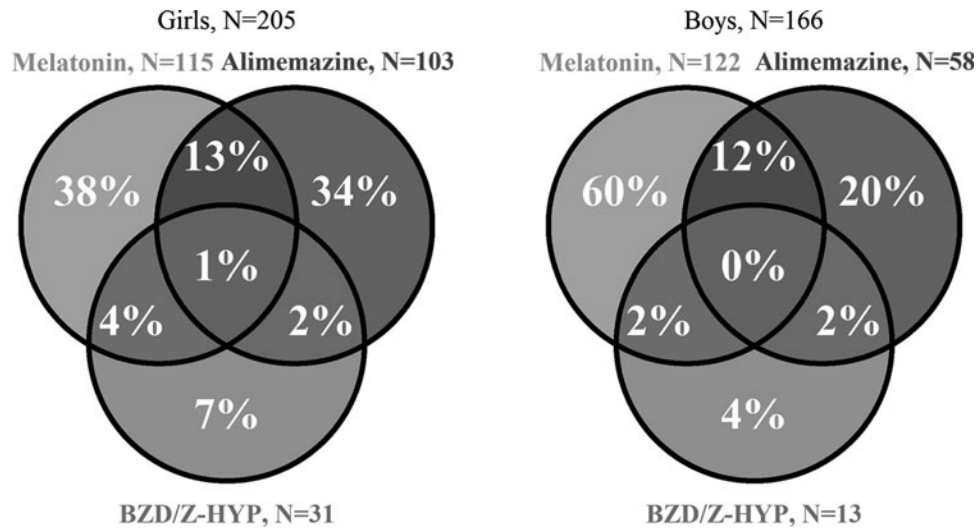 Girls, N=205
Melatonin, N=115 Alimemazine, N=103
13%
38%
34%
1%
4%
2%
7%
BZD/Z-HYP, N=31
Boys, N=166
Melatonin, N=122 Alimemazine, N=58
12%
60%
20%
0%
2%
2%
4%
BZD/Z-HYP, N=13